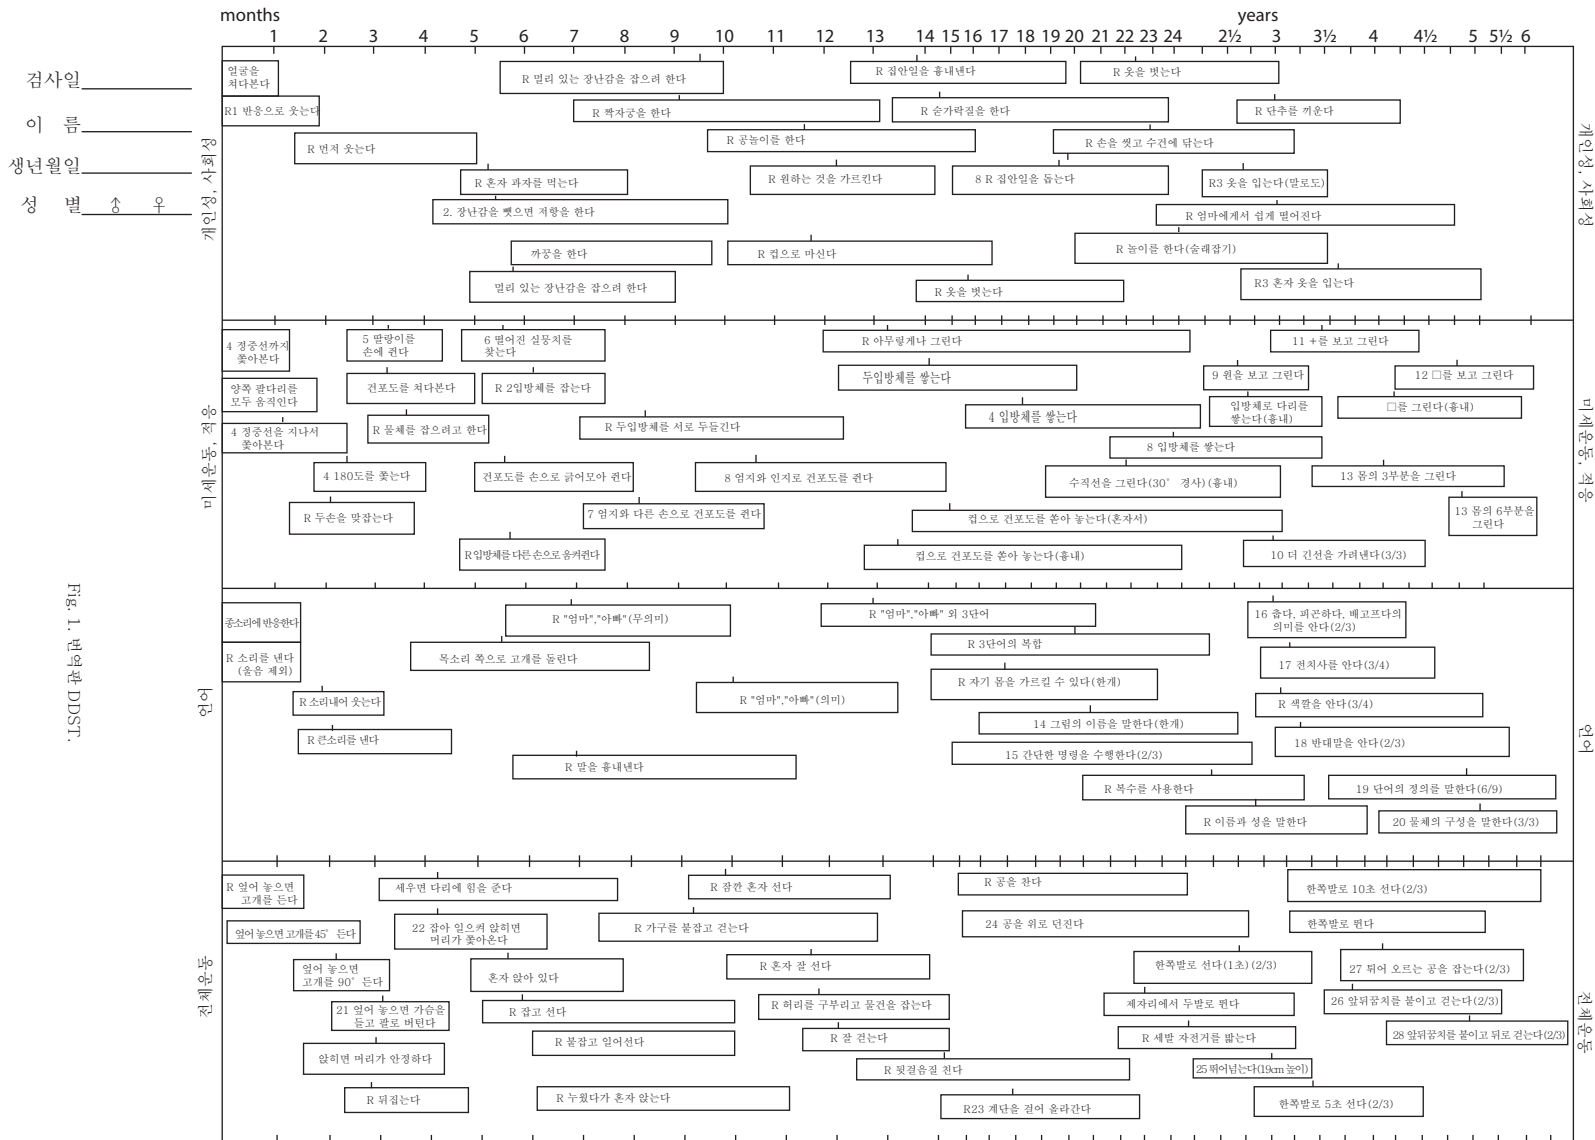 months
years
1 2 3 4 5 6 7 8 9 10 11 12 13 14 15 16 17 18 19 20 21 22 23 24 2½ 3 3½ 4 4½ 5 5½ 6
검사일
이 름
생년월일
성 별 ♂ ♀
개인성, 사회성
얼굴을
쳐다본다
R 멀리 있는 장난감을 잡으려 한다
R 집안일을 흉내낸다
R 옷을 벗는다
R1 반응으로 웃는다
R 짝자궁을 한다
R 숟가락질을 한다
R 단추를 끼운다
R 먼저 웃는다
R 공놀이를 한다
R 손을 씻고 수건에 닦는다
R 혼자 과자를 먹는다
R 원하는 것을 가르킨다
8 R 집안일을 돕는다
R3 옷을 입는다(말로도)
2. 장난감을 뺏으면 저항을 한다
R 엄마에게서 쉽게 떨어진다
까꿍을 한다
R 컵으로 마신다
R 놀이를 한다(술래잡기)
멀리 있는 장난감을 잡으려 한다
R 옷을 벗는다
R3 혼자 옷을 입는다
개인성, 사회성
미세운동, 적응
4 정중선까지
쫓아본다
5 딸랑이를
손에 쥔다
6 떨어진 실뭉치를
찾는다
R 아무렇게나 그린다
11 +를 보고 그린다
양쪽 팔다리를
모두 움직인다
건포도를 쳐다본다
R 2입방체를 잡는다
두입방체를 쌓는다
9 원을 보고 그린다
12 □를 보고 그린다
4 정중선을 지나서
쫓아본다
R 물체를 잡으려고 한다
R 두입방체를 서로 두들긴다
4 입방체를 쌓는다
입방체로 다리를
쌓는다(흉내)
□를 그린다(흉내)
8 입방체를 쌓는다
4 180도를 쫓는다
건포도를 손으로 긁어모아 쥔다
8 엄지와 인지로 건포도를 쥔다
수직선을 그린다(30° 경사)(흉내)
13 몸의 3부분을 그린다
R 두손을 맞잡는다
7 엄지와 다른 손으로 건포도를 쥔다
컵으로 건포도를 쏟아 놓는다(혼자서)
13 몸의 6부분을
그린다
R입방체를 다른 손으로 움켜쥔다
컵으로 건포도를 쏟아 놓는다(흉내)
10 더 긴선을 가려낸다(3/3)
미세운동, 적응
Fig. 1. 번역판 DDST.
언어
종소리에 반응한다
R "엄마","아빠"(무의미)
R "엄마","아빠" 외 3단어
16 춥다, 피곤하다, 배고프다의
의미를 안다(2/3)
R 소리를 낸다
(울음 제외)
목소리 쪽으로 고개를 돌린다
R 3단어의 복합
17 전치사를 안다(3/4)
R 소리내어 웃는다
R "엄마","아빠"(의미)
R 자기 몸을 가르킬 수 있다(한개)
R 색깔을 안다(3/4)
R 큰소리를 낸다
14 그림의 이름을 말한다(한개)
18 반대말을 안다(2/3)
R 말을 흉내낸다
15 간단한 명령을 수행한다(2/3)
R 복수를 사용한다
19 단어의 정의를 말한다(6/9)
R 이름과 성을 말한다
20 물체의 구성을 말한다(3/3)
언어
전체운동
R 엎어 놓으면
고개를 든다
세우면 다리에 힘을 준다
R 잠깐 혼자 선다
R 공을 찬다
한쪽발로 10초 선다(2/3)
엎어놓으면 고개를 45° 든다
22 잡아 일으켜 앉히면
머리가 쫓아온다
R 가구를 붙잡고 걷는다
24 공을 위로 던진다
한쪽발로 뛴다
엎어 놓으면
고개를 90° 든다
혼자 앉아 있다
R 혼자 잘 선다
한쪽발로 선다(1초)(2/3)
27 튀어 오르는 공을 잡는다(2/3)
21 엎어 놓으면 가슴을
들고 팔로 버틴다
R 잡고 선다
R 허리를 구부리고 물건을 잡는다
제자리에서 두발로 뛴다
26 앞뒤꿈치를 붙이고 걷는다(2/3)
앉히면 머리가 안정하다
R 붙잡고 일어선다
R 잘 걷는다
R 세발 자전거를 밟는다
28 앞뒤꿈치를 붙이고 뒤로 걷는다(2/3)
R 뒷걸음질 친다
25 뛰어넘는다(19cm 높이)
R 뒤집는다
R 누웠다가 혼자 앉는다
R23 계단을 걸어 올라간다
한쪽발로 5초 선다(2/3)
전체운동